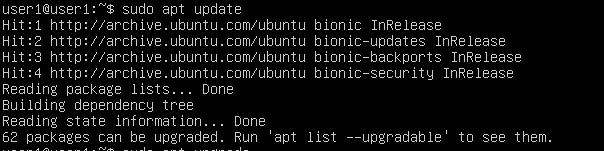 user1@user1:~$ sudo apt update
Hit:1 http://archive.ubuntu.com/ubuntu bionic InRelease
Hit:2 http://archive.ubuntu.com/ubuntu bionic-updates InRelease
Hit:3 http://archive.ubuntu.com/ubuntu bionic-backports InRelease
Hit:4 http://archive.ubuntu.com/ubuntu bionic-security InRelease
Reading package lists... Done
Building dependency tree
Reading state information... Done
62 packages can be upgraded. Run 'apt list --upgradable' to see them.
user1@user1:~$ sudo apt upgrade